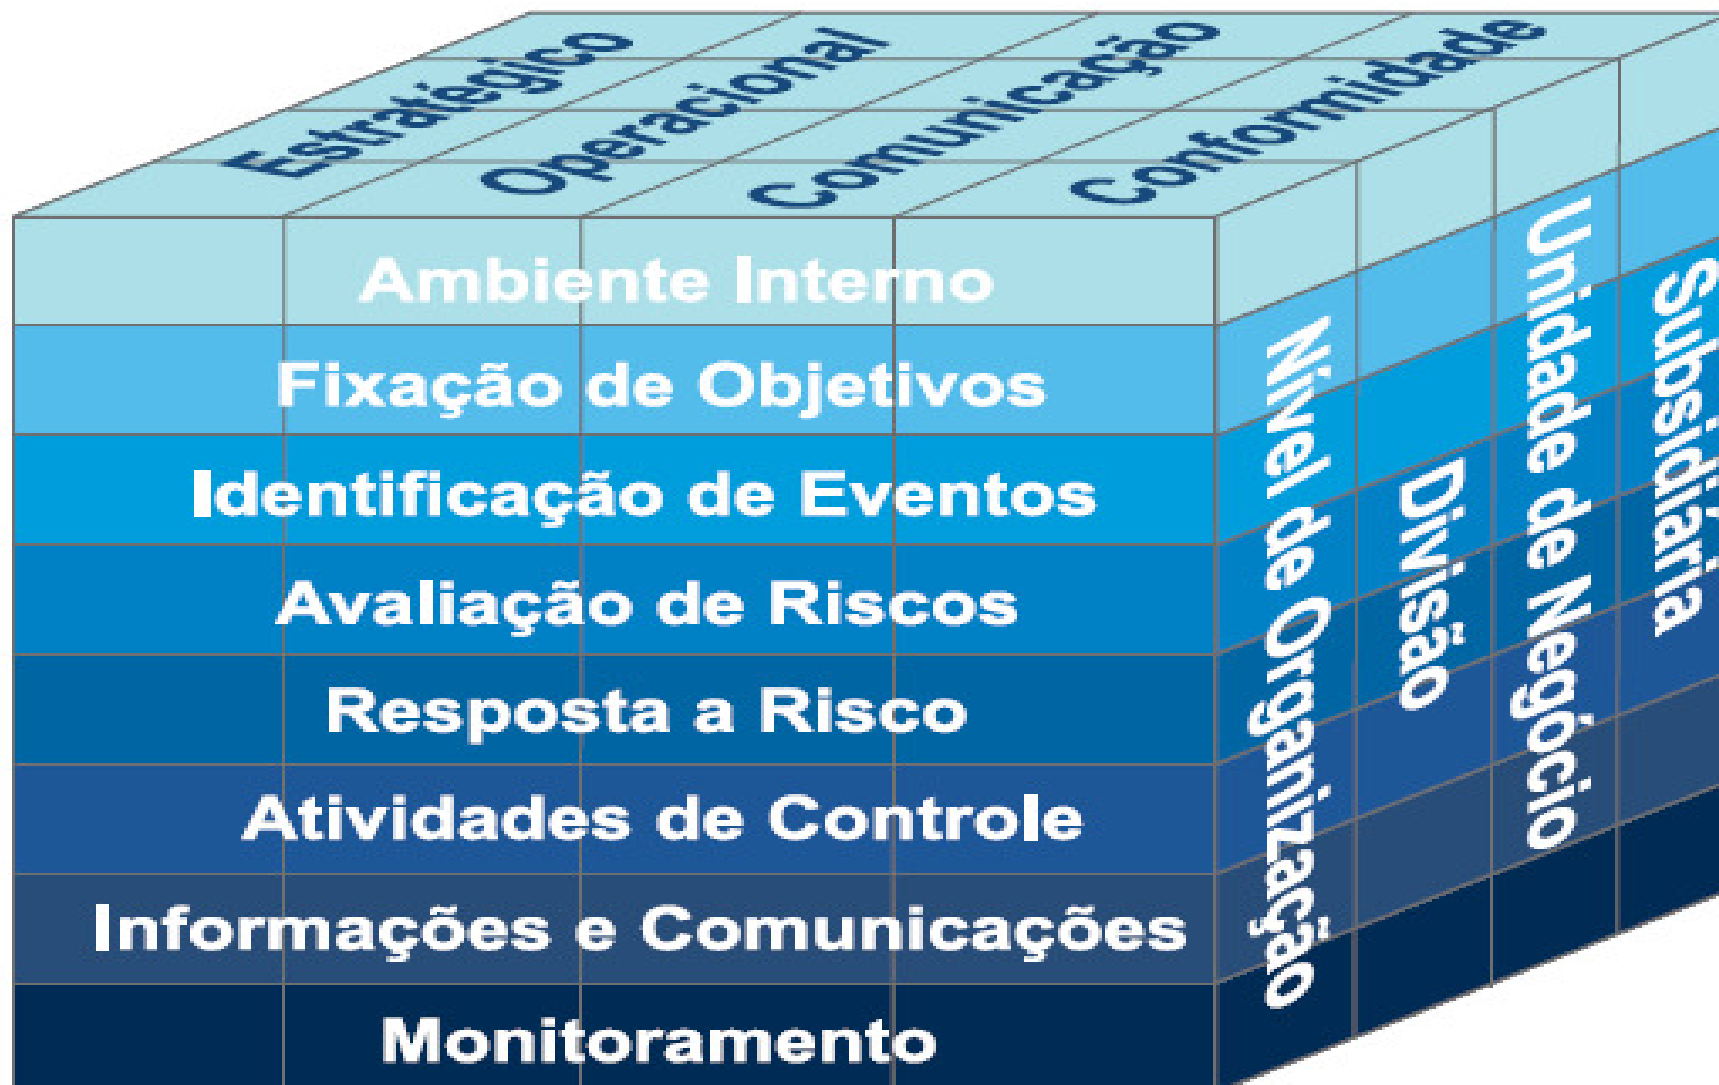 Estratégico
Operacional
Comunicação
Conformidade
Ambiente Interno
Fixação de Objetivos
Identificação de Eventos
Avaliação de Riscos
Resposta a Risco
Atividades de Controle
Informações e Comunicações
Monitoramento
Nível de Organização
Divisão
Unidade de Negócio
Subsidiária